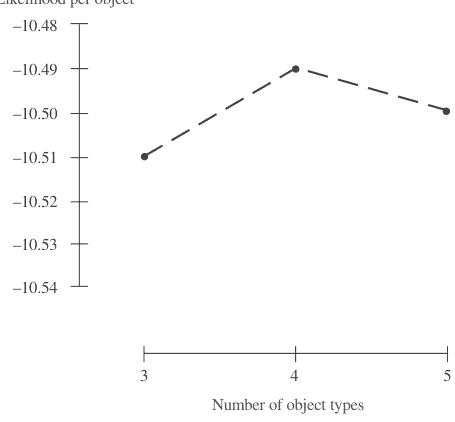 Likelihood per object
–10.48
–10.49
–10.50
–10.51
–10.52
–10.53
–10.54
3 4 5
Number of object types